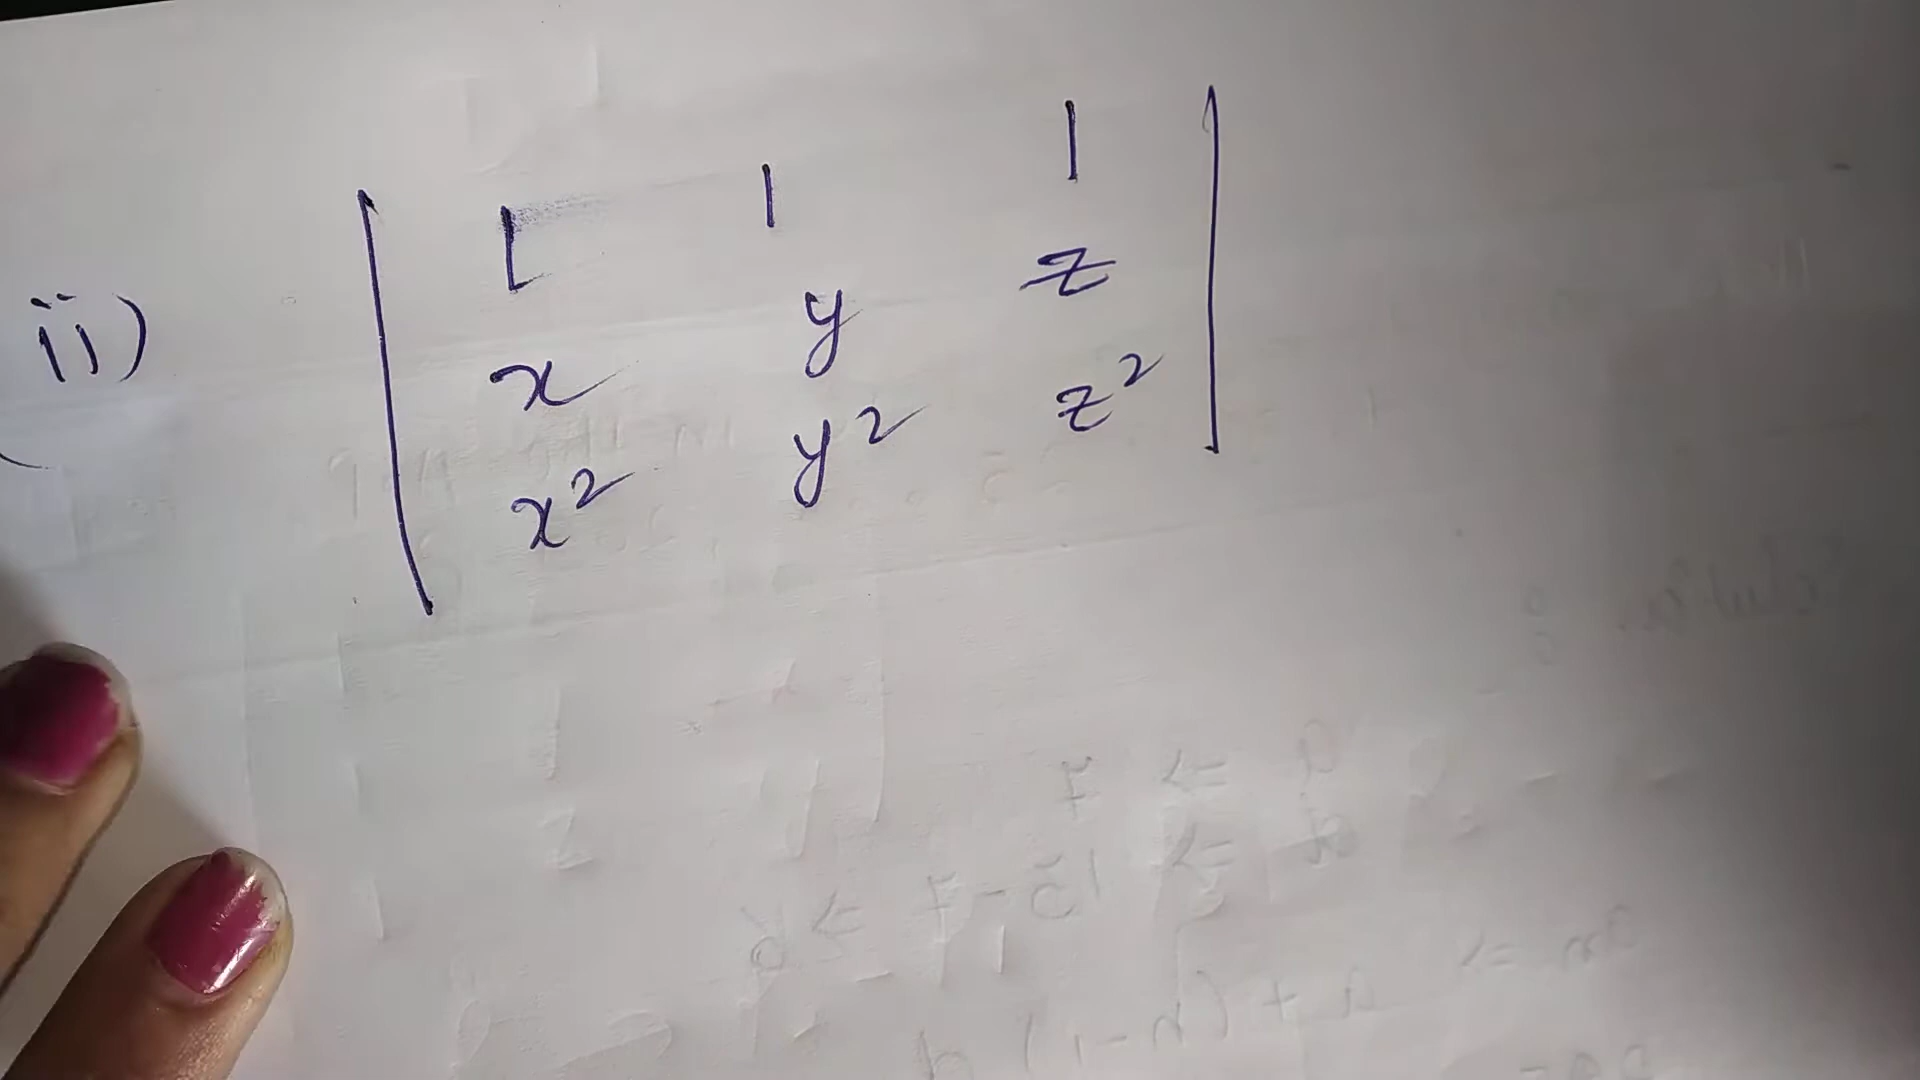 ii) | 1 1 1 |
| x y z |
| x² y² z² |